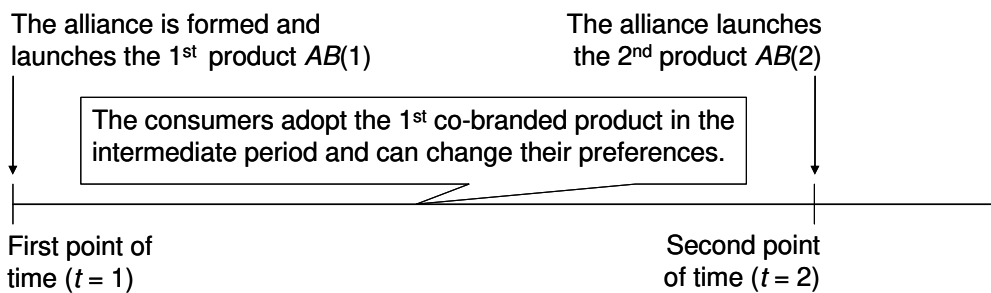 The alliance is formed and
launches the 1st product AB(1)
The alliance launches
the 2nd product AB(2)
The consumers adopt the 1st co-branded product in the
intermediate period and can change their preferences.
First point of
time (t = 1)
Second point
of time (t = 2)